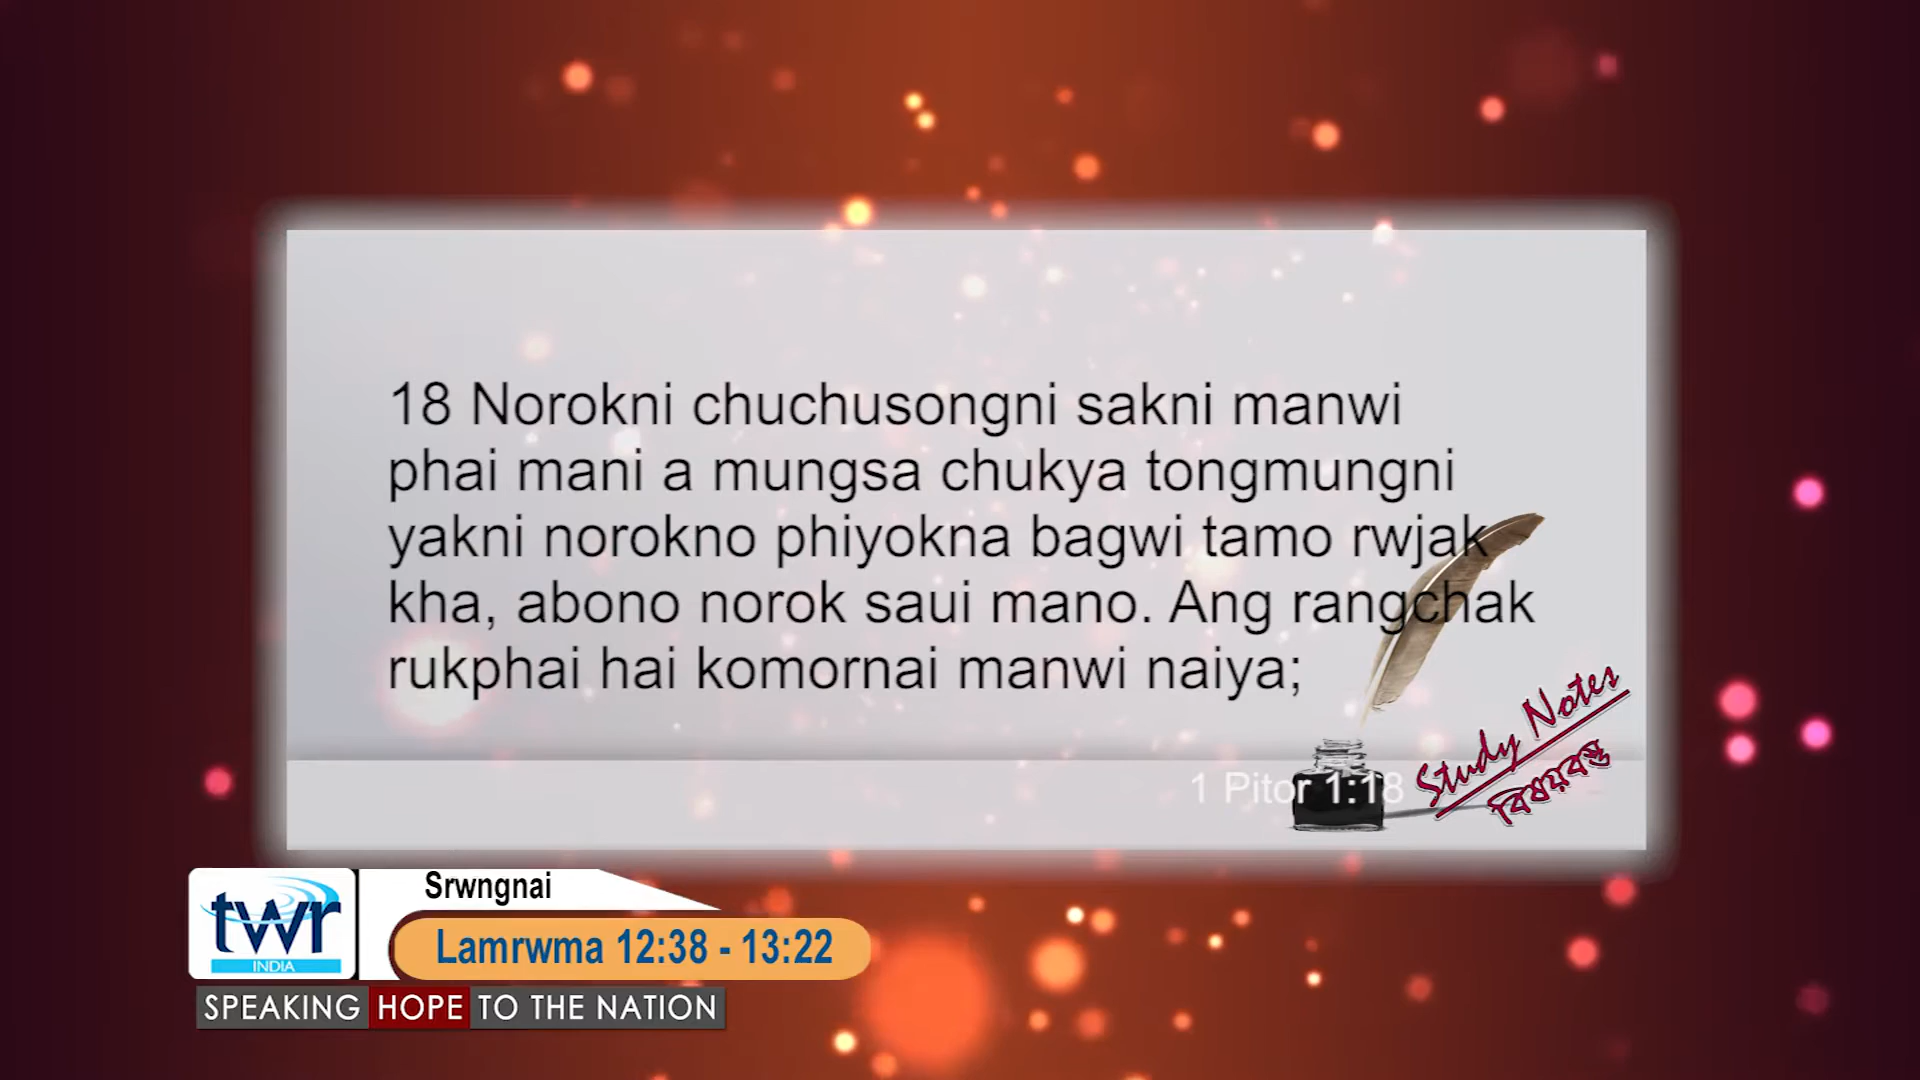 18 Norokni chuchusongni sakni manwi
phai mani a mungsa chukya tongmungni
yakni norokno phiyokna bagwi tamo rwjak
kha, abono norok saui mano. Ang rangchak
rukphai hai komornai manwi naiya;
1 Pitor 1:18
Study Notes
বিষয়বস্তু
twr
INDIA
Srwngnai
Lamrwma 12:38 - 13:22
SPEAKING HOPE TO THE NATION